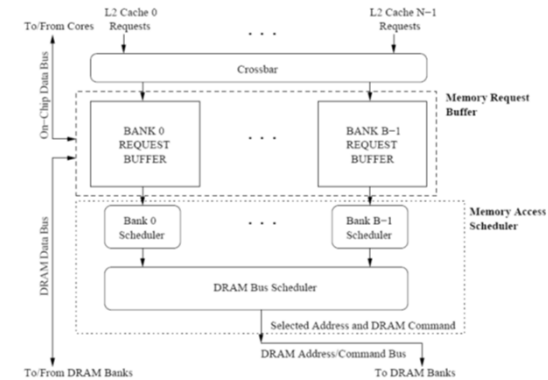 L2 Cache 0
Requests
L2 Cache N−1
Requests
To/From Cores
. . .
Crossbar
On−Chip Data Bus
Memory Request
Buffer
BANK 0
REQUEST
BUFFER
. . .
BANK B−1
REQUEST
BUFFER
Memory Access
Scheduler
Bank 0
Scheduler
. . .
Bank B−1
Scheduler
DRAM Data Bus
DRAM Bus Scheduler
Selected Address and DRAM Command
DRAM Address/Command Bus
To/From DRAM Banks
To DRAM Banks